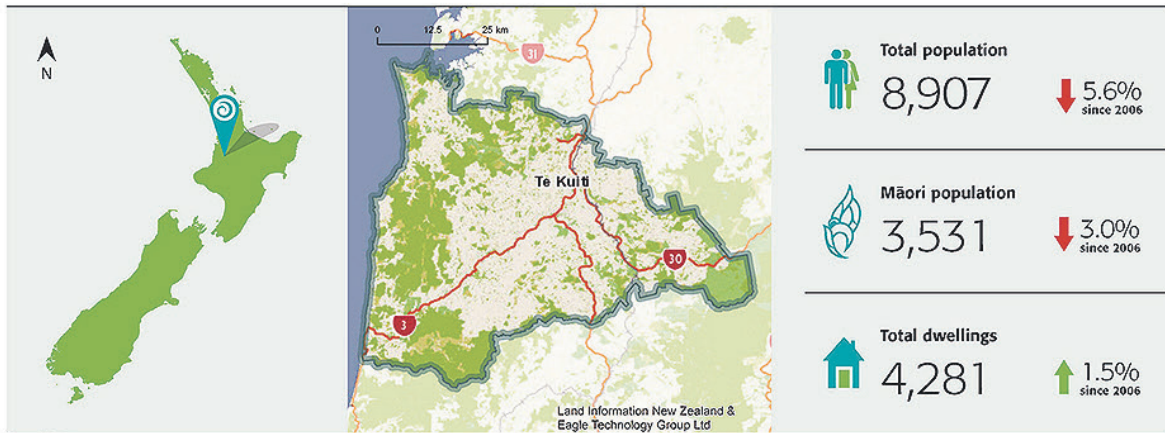 N
0 12.5 25 km
31
Te Kuiti
30
3
Land Information New Zealand &
Eagle Technology Group Ltd
Total population
8,907
5.6%
since 2006
Māori population
3,531
3.0%
since 2006
Total dwellings
4,281
1.5%
since 2006